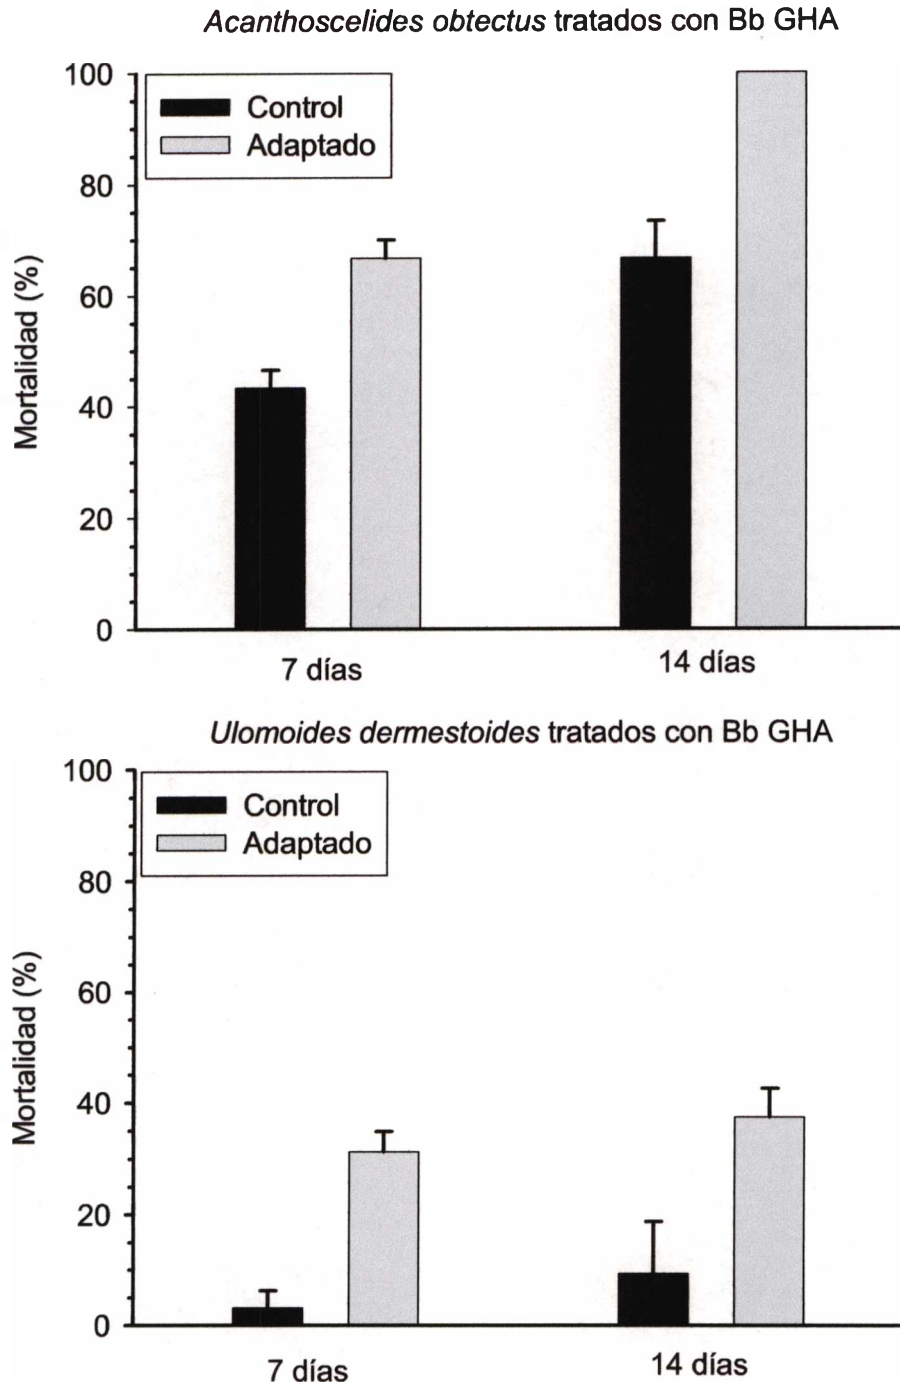 Acanthoscelides obtectus tratados con Bb GHA
100
80
60
40
20
0
Mortalidad (%)
Control
Adaptado
7 días
14 días
Ulomoides dermestoides tratados con Bb GHA
100
80
60
40
20
0
Mortalidad (%)
Control
Adaptado
7 días
14 días